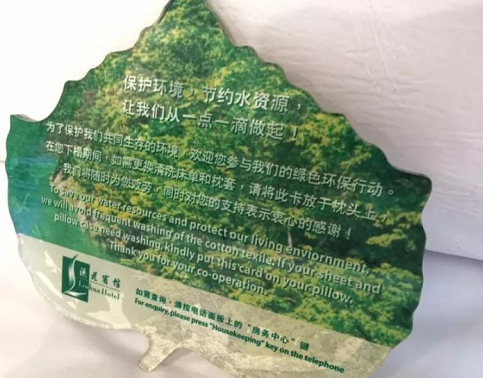 保护环境，节约水资源，
让我们从一点一滴做起！
为了保护我们共同生存的环境，欢迎您参与我们的绿色环保行动。
在您下榻期间，如需更换清洗床单和枕套，请将此卡放于枕头上，
我们将随时为您效劳，同时对您的支持表示衷心的感谢！
To save our water resources and protect our living enviornment,
we will avoid frequent washing of the cotton texile. If your sheet and
pillow case need washing, kindly put this card on your pillow.
Thank you for your co-operation.
宾馆
Hotel
如需查询，请按电话面板上的“房务中心”键
For enquiry, please press "Housekeeping" key on the telephone